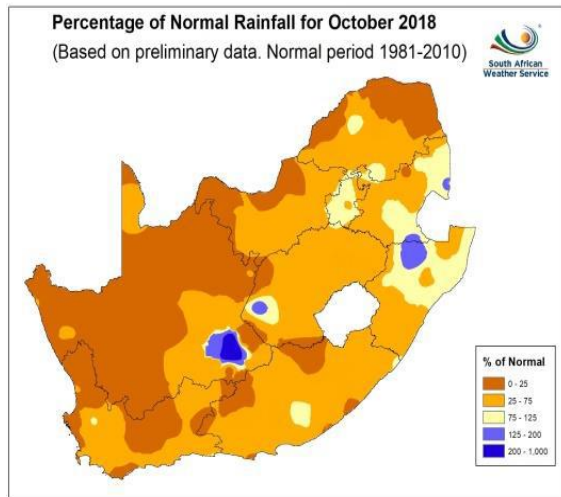 Percentage of Normal Rainfall for October 2018
(Based on preliminary data. Normal period 1981-2010)
South African
Weather Service
% of Normal
0 - 25
25 - 75
75 - 125
125 - 200
200 - 1,000